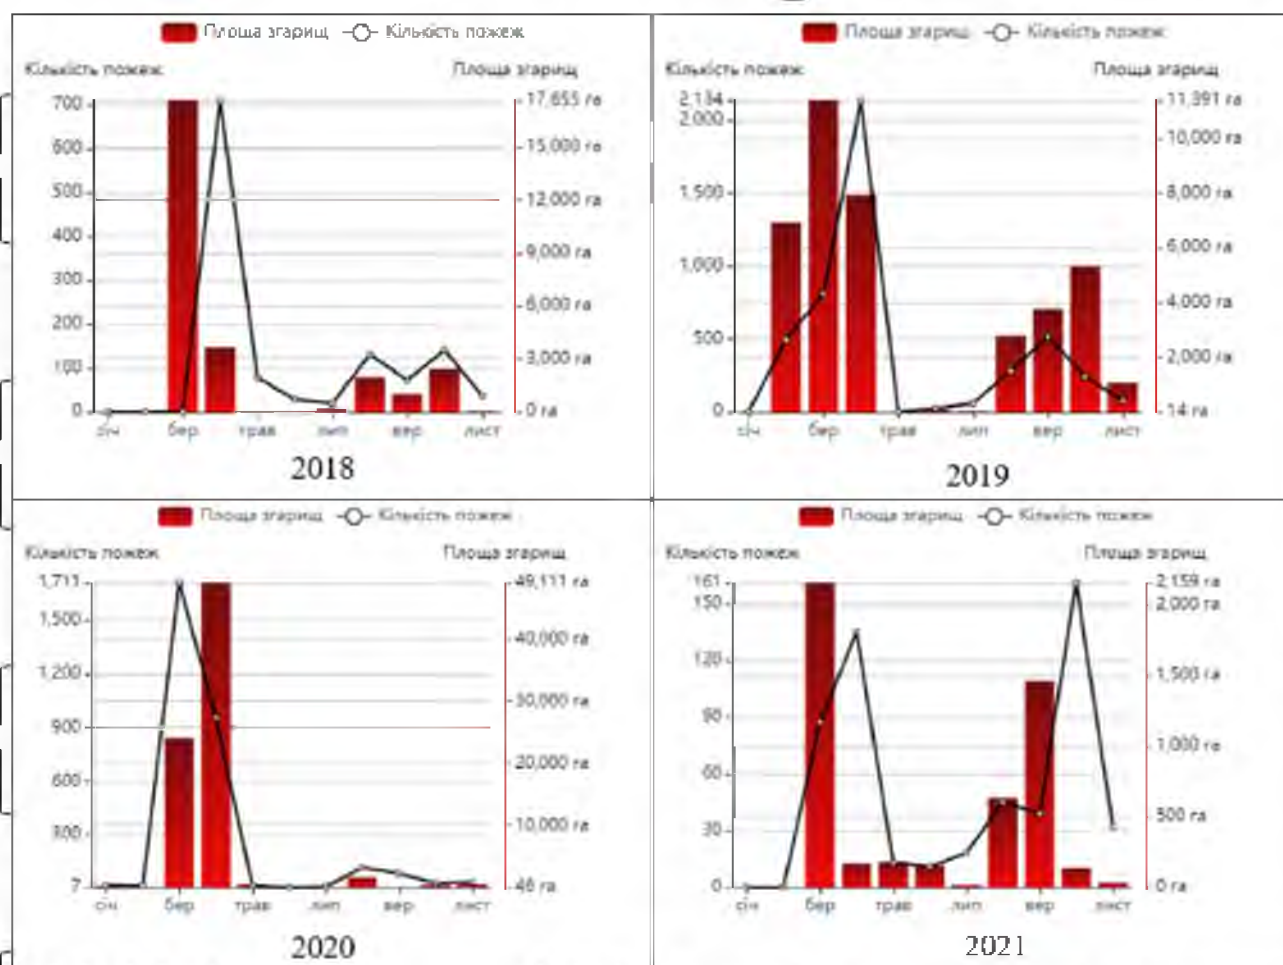 Площа згарищ Кількість пожеж
Кількість пожеж Площа згарищ
700 17,655 га
600 15,000 га
500 12,000 га
400 9,000 га
300 6,000 га
200 3,000 га
100
0 0 га
січ бер трав лип вер лист
2018
Площа згарищ Кількість пожеж
Кількість пожеж Площа згарищ
2,184 11,391 га
2,000 10,000 га
1,500 8,000 га
6,000 га
1,000 4,000 га
500 2,000 га
0 14 га
січ бер трав лип вер лист
2019
Площа згарищ Кількість пожеж
Кількість пожеж Площа згарищ
1,711 49,111 га
1,500 40,000 га
1,200 30,000 га
900
600 20,000 га
300 10,000 га
46 га
січ бер трав лип вер лист
2020
Площа згарищ Кількість пожеж
Кількість пожеж Площа згарищ
161 2,159 га
150 2,000 га
120 1,500 га
90 1,000 га
60 500 га
30
0 0 га
січ бер трав лип вер лист
2021